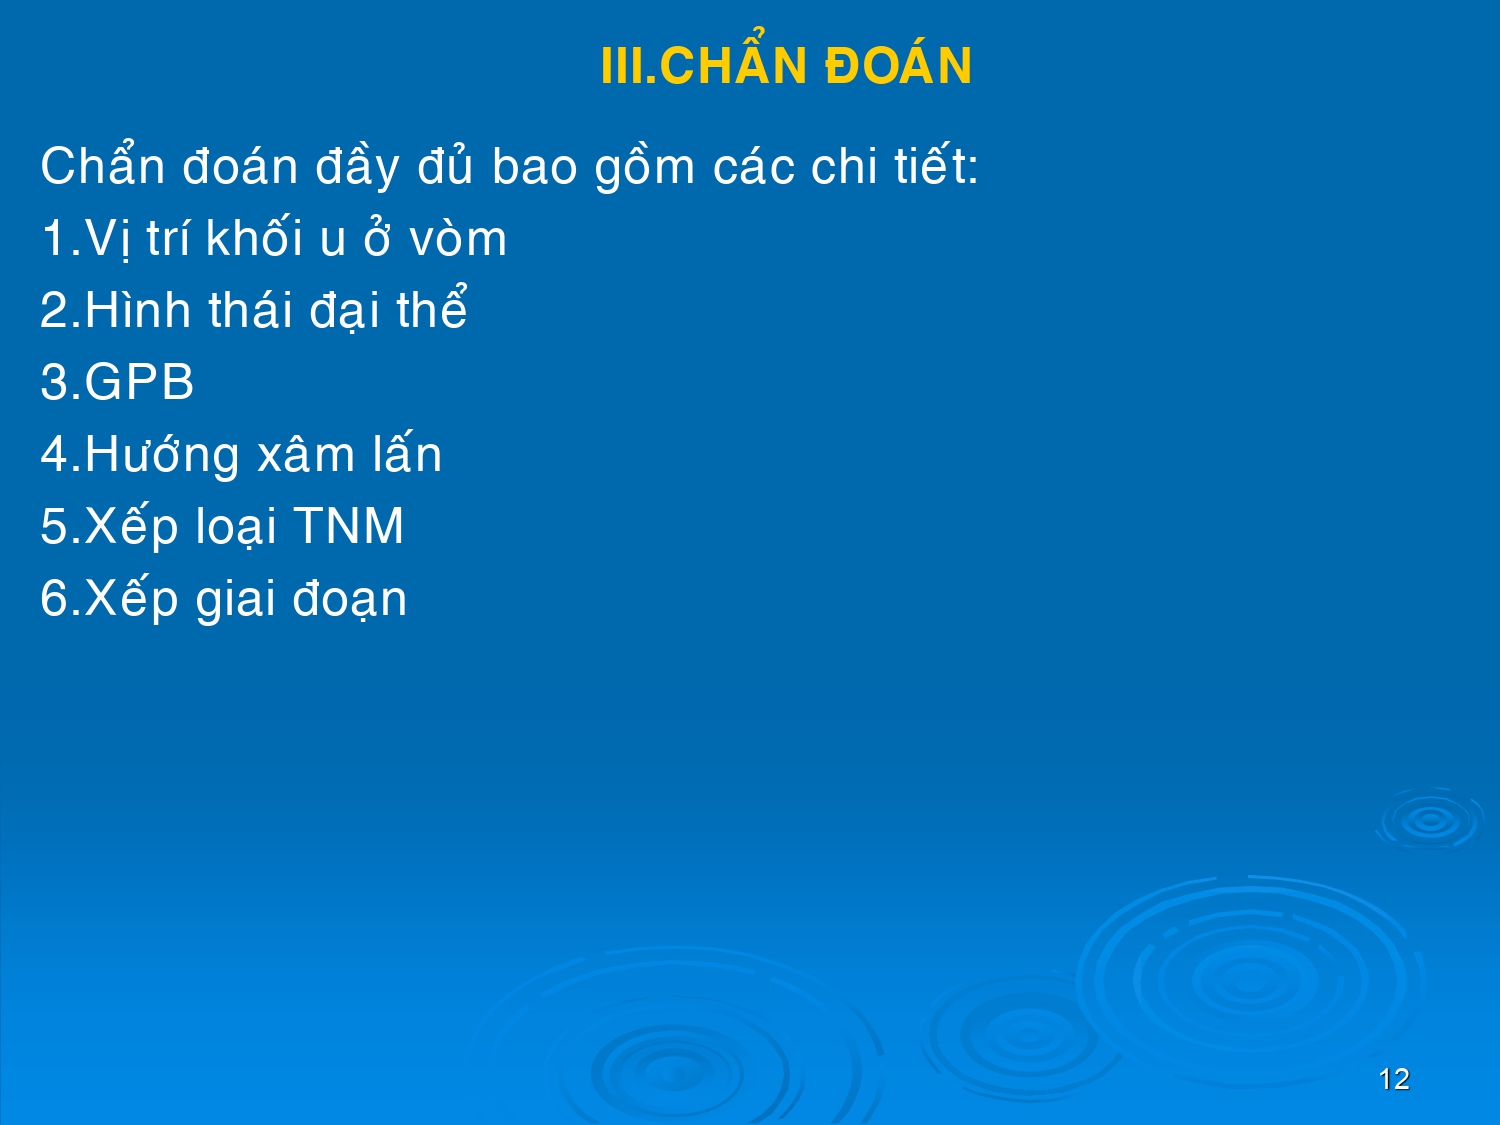 III.CHẨN ĐOÁN
Chẩn đoán đầy đủ bao gồm các chi tiết:
1.Vị trí khối u ở vòm
2.Hình thái đại thể
3.GPB
4.Hướng xâm lấn
5.Xếp loại TNM
6.Xếp giai đoạn
12